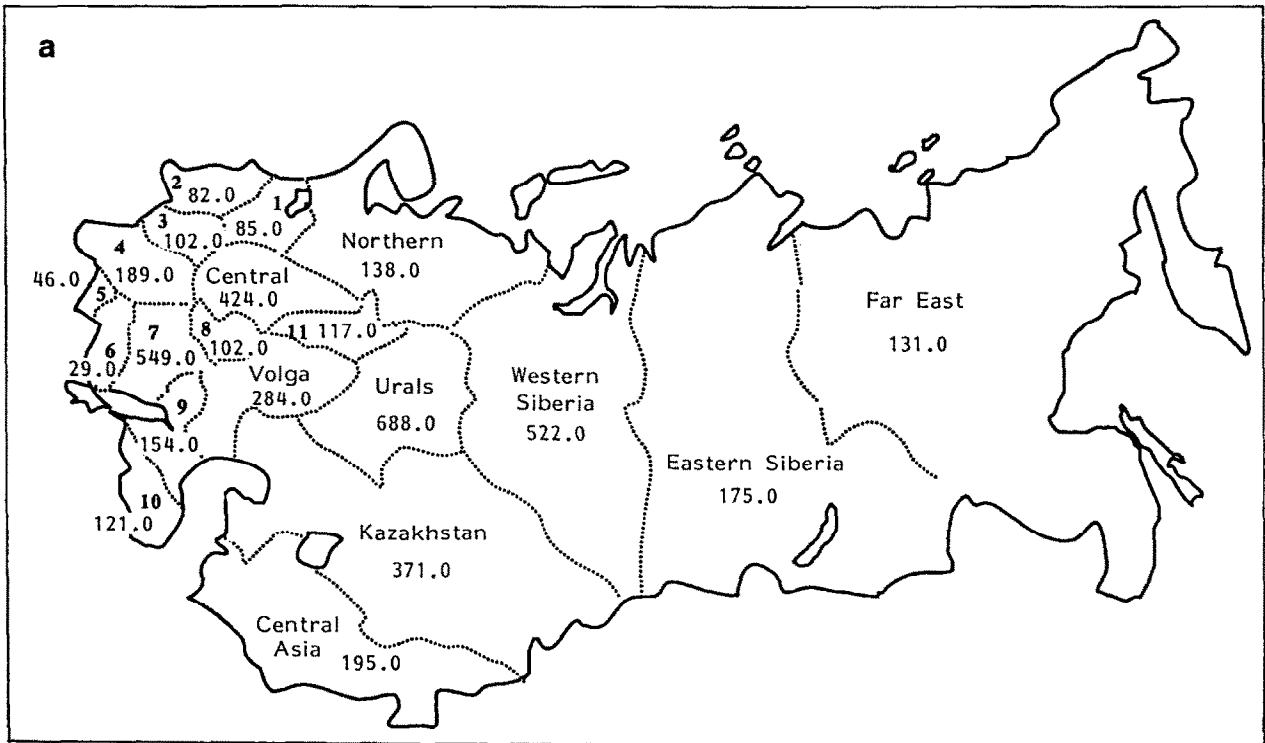 a
2
82.0
1
3
102.0
85.0
Northern
138.0
4
189.0
46.0
Central
424.0
5
Far East
131.0
7
549.0
8
102.0
11 117.0
6
29.0
Volga
284.0
Urals
688.0
Western
Siberia
522.0
9
154.0
Eastern Siberia
175.0
10
121.0
Kazakhstan
371.0
Central
Asia
195.0